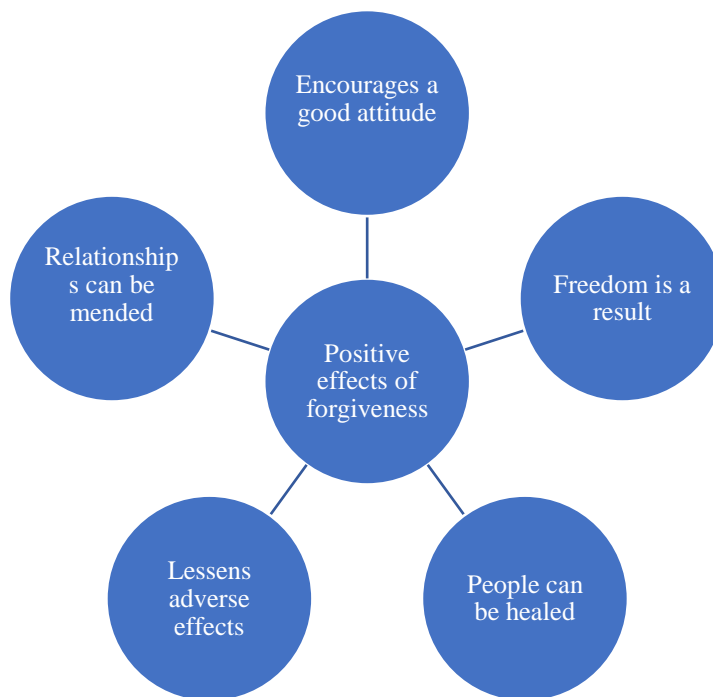 Encourages a
good attitude
Relationship
s can be
mended
Freedom is a
result
Positive
effects of
forgiveness
Lessens
adverse
effects
People can
be healed